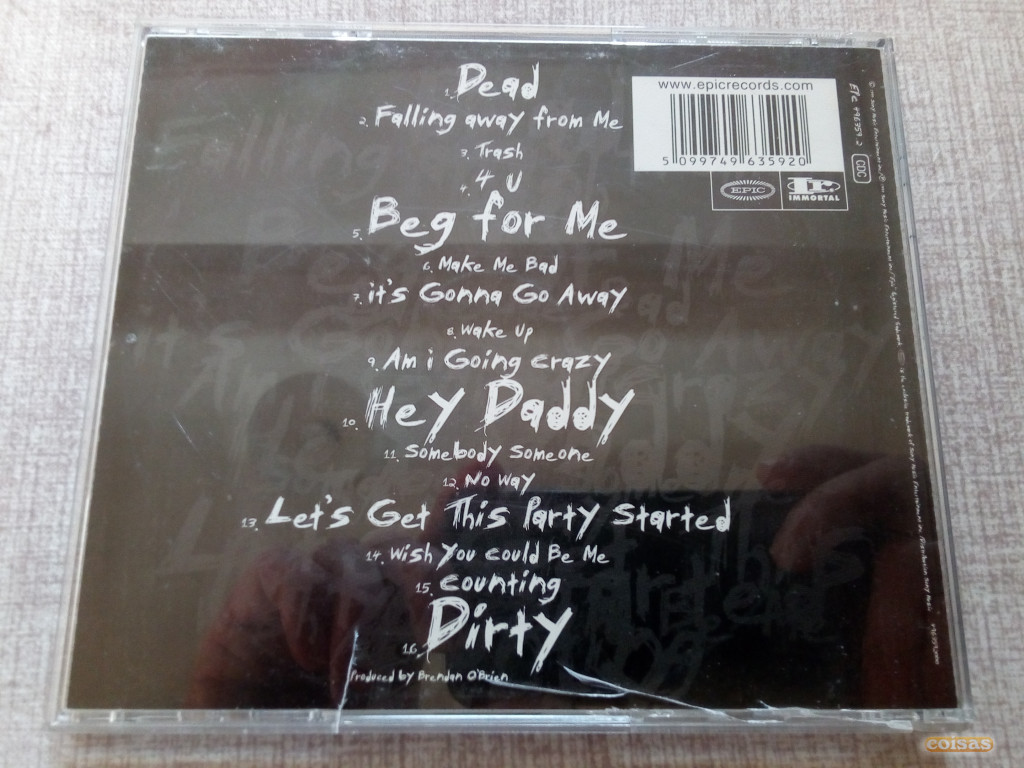 1. Dead
2. Falling away from Me
3. Trash
4. 4 U
5. Beg for Me
6. Make Me Bad
7. it's Gonna Go Away
8. Wake Up
9. Am i Going crazy
10. Hey Daddy
11. somebody someone
12. No Way
13. Let's Get This Party started
14. wish You could Be Me
15. counting
16. Dirty
Produced by Brendan O'Brien
www.epicrecords.com
5 099749 635920
EPIC
IMMORTAL
COC
coisas